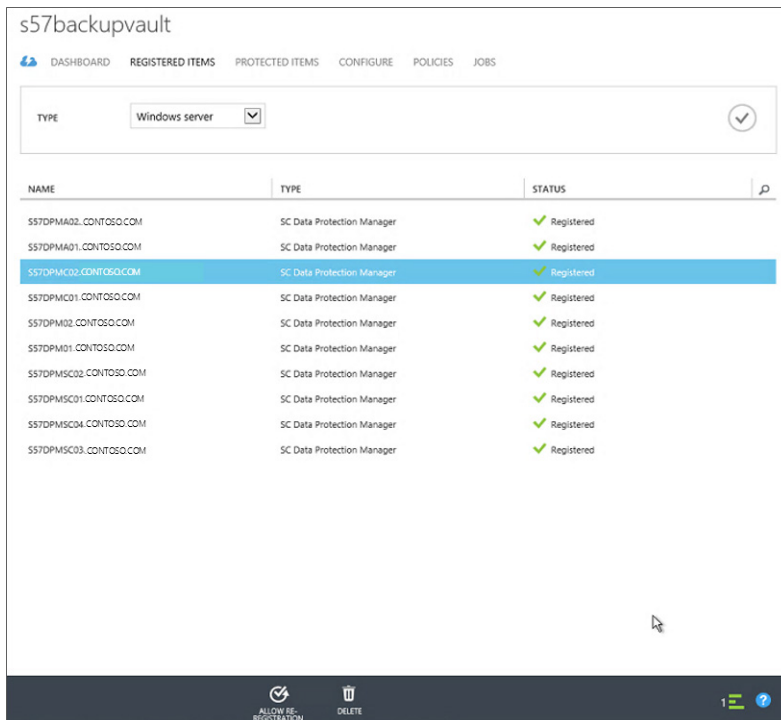 s57backupvault
DASHBOARD REGISTERED ITEMS PROTECTED ITEMS CONFIGURE POLICIES JOBS
TYPE Windows server
NAME TYPE STATUS
S57DPMA02.CONTOSO.COM SC Data Protection Manager Registered
S57DPMA01.CONTOSO.COM SC Data Protection Manager Registered
S57DPMC02.CONTOSO.COM SC Data Protection Manager Registered
S57DPMC01.CONTOSO.COM SC Data Protection Manager Registered
S57DPM02.CONTOSO.COM SC Data Protection Manager Registered
S57DPM01.CONTOSO.COM SC Data Protection Manager Registered
S57DPMSC02.CONTOSO.COM SC Data Protection Manager Registered
S57DPMSC01.CONTOSO.COM SC Data Protection Manager Registered
S57DPMSC04.CONTOSO.COM SC Data Protection Manager Registered
S57DPMSC03.CONTOSO.COM SC Data Protection Manager Registered
ALLOW RE-
REGISTRATION DELETE 1 ?